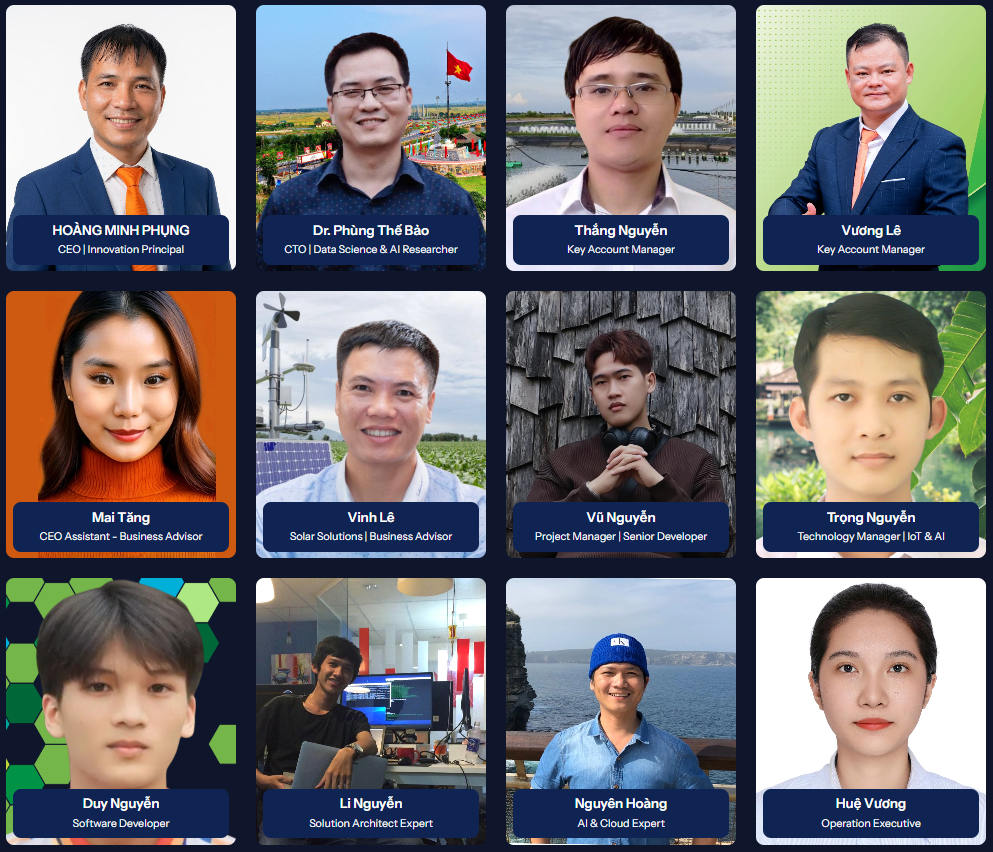 HOÀNG MINH PHỤNG
CEO | Innovation Principal
Dr. Phùng Thế Bảo
CTO | Data Science & AI Researcher
Thắng Nguyễn
Key Account Manager
Vương Lê
Key Account Manager
Mai Tăng
CEO Assistant - Business Advisor
Vinh Lê
Solar Solutions | Business Advisor
Vũ Nguyễn
Project Manager | Senior Developer
Trọng Nguyễn
Technology Manager | IoT & AI
Duy Nguyễn
Software Developer
Li Nguyễn
Solution Architect Expert
Nguyên Hoàng
AI & Cloud Expert
Huệ Vương
Operation Executive